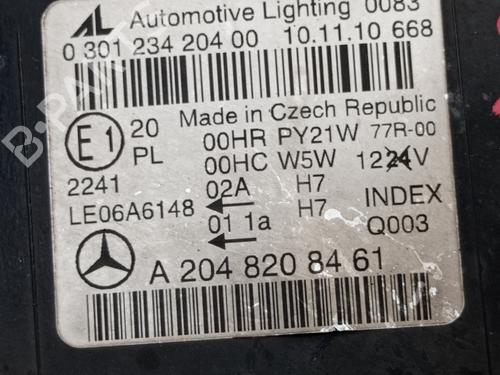 AL Automotive Lighting 0083
0 301 234 204 00 10.11.10 668
Made in Czech Republic
E1 20 00HR PY21W 77R-00
PL 00HC W5W 1224V
2241 02A H7 INDEX
LE06A6148 01 1a H7 Q003
A 204 820 84 61